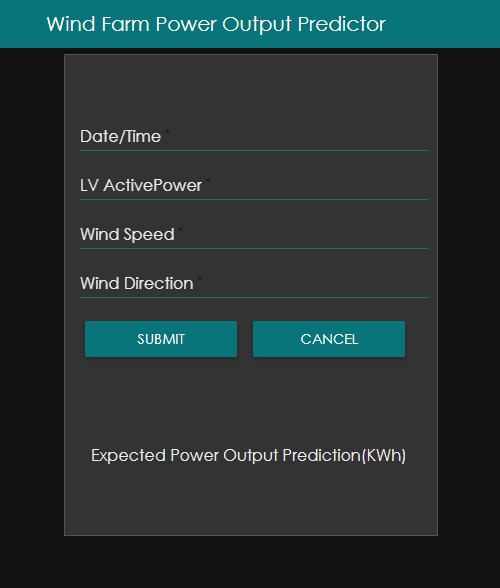 Wind Farm Power Output Predictor
Date/Time *
LV ActivePower *
Wind Speed *
Wind Direction *
SUBMIT CANCEL
Expected Power Output Prediction(KWh)